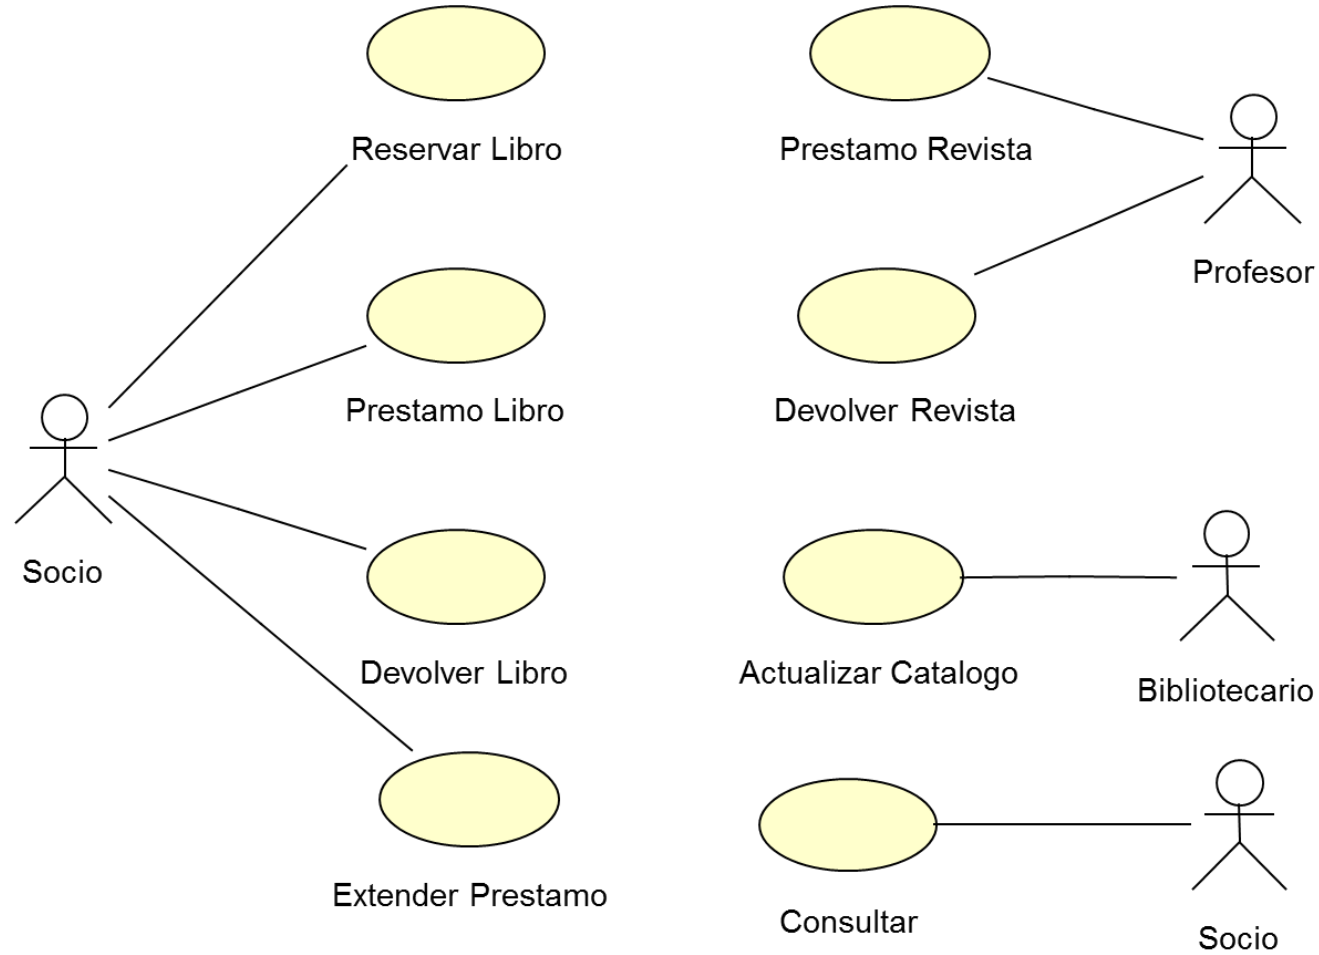 Reservar Libro
Prestamo Revista
Profesor
Prestamo Libro
Devolver Revista
Socio
Devolver Libro
Actualizar Catalogo
Bibliotecario
Extender Prestamo
Consultar
Socio